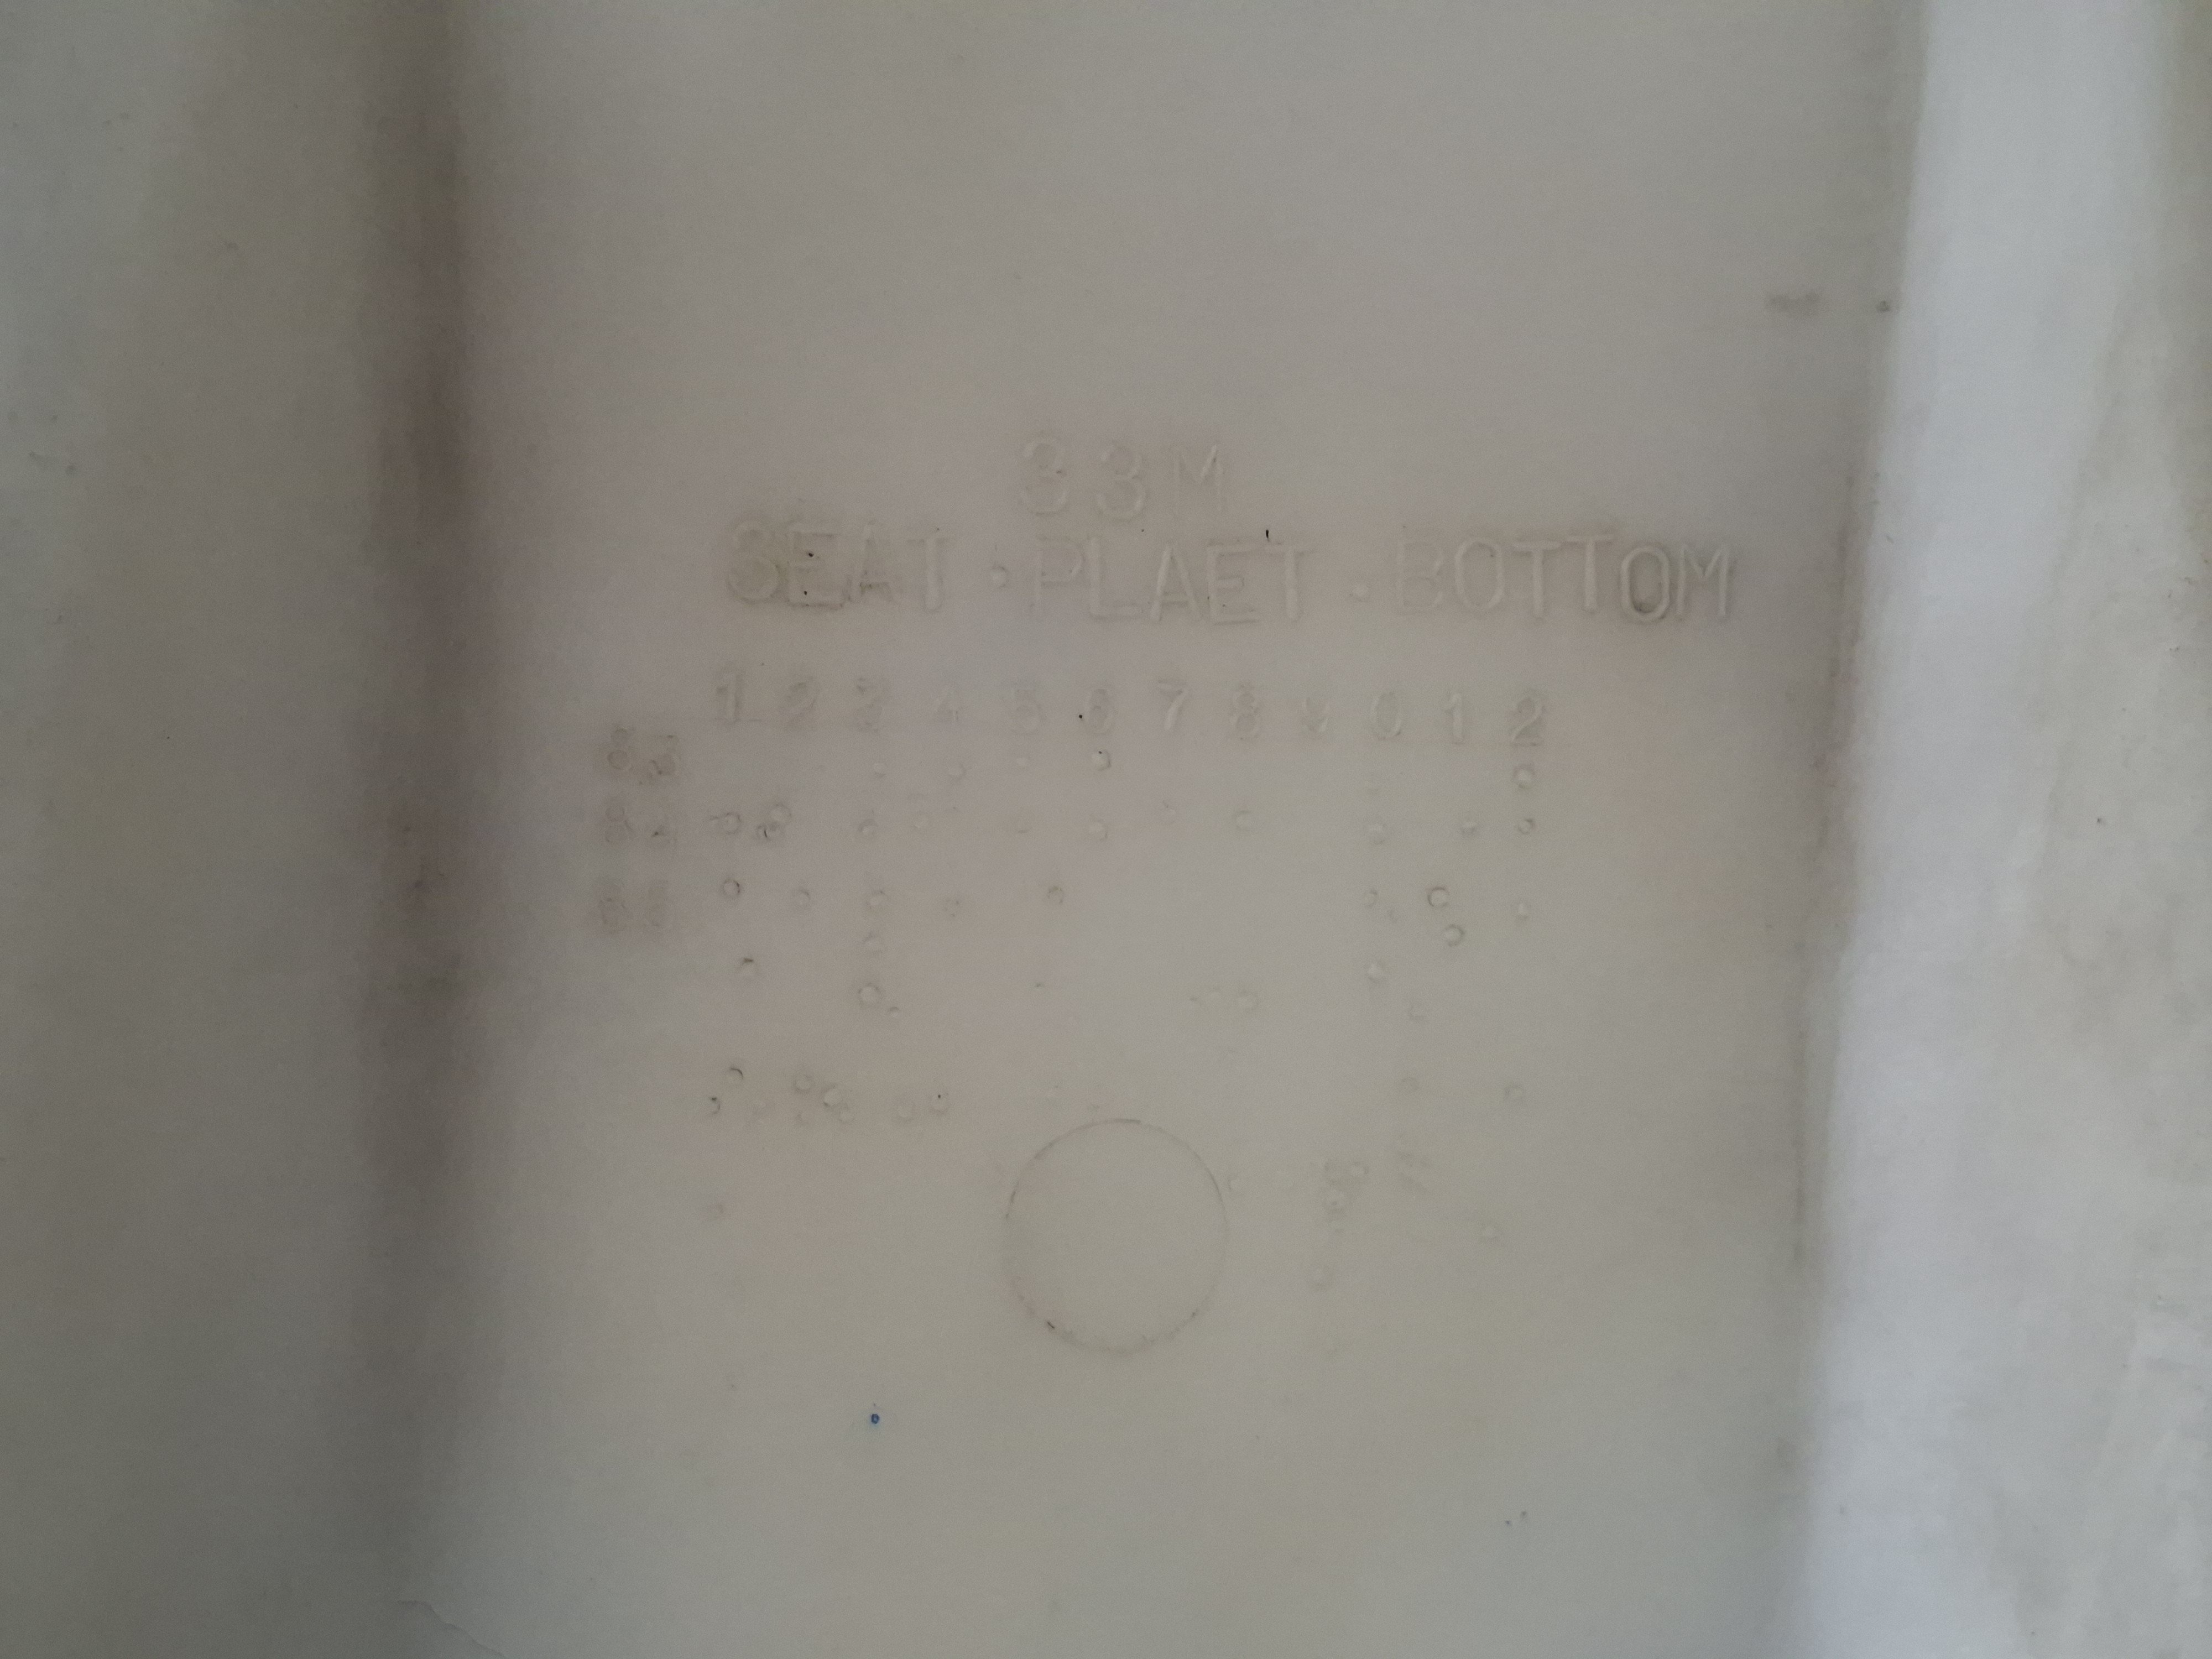 33M
SEAT · PLAET · BOTTOM
1 2 3 4 5 6 7 8 9 0 1 2